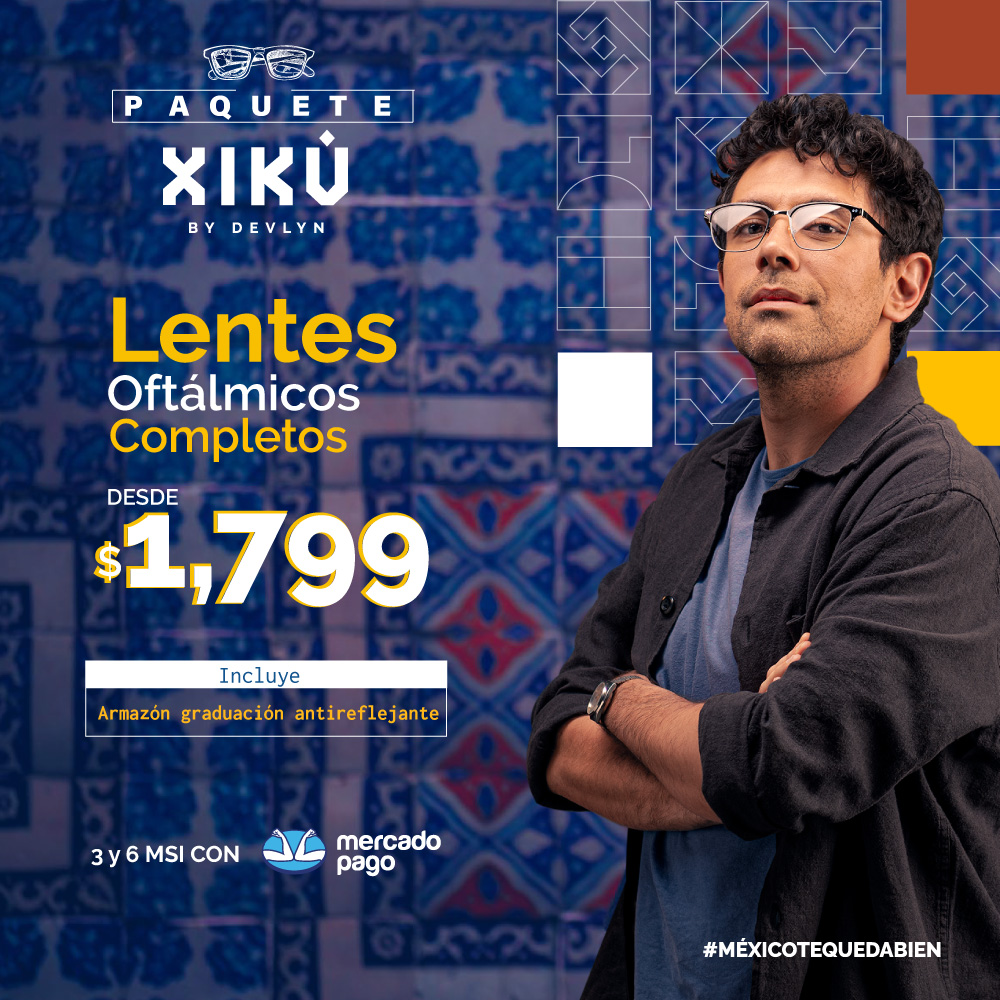 PAQUETE
XIKÚ
BY DEVLYN
Lentes
Oftálmicos
Completos
DESDE
$1,799
Incluye
Armazón graduación antireflejante
3 y 6 MSI CON
mercado
pago
#MÉXICOTEQUEDABIEN